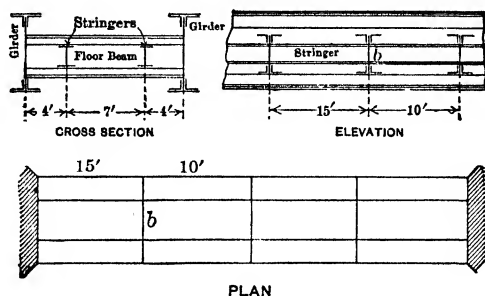 Stringers
Girder
Girder
Floor Beam
4' 7' 4'
CROSS SECTION
Stringer b
15' 10'
ELEVATION
15' 10'
b
PLAN